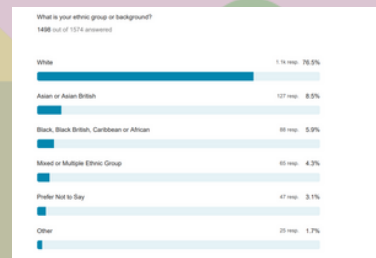 What is your ethnic group or background?
1498 out of 1574 answered
White 1.1k resp. 76.5%
Asian or Asian British 127 resp. 8.5%
Black, Black British, Caribbean or African 88 resp. 5.9%
Mixed or Multiple Ethnic Group 65 resp. 4.3%
Prefer Not to Say 47 resp. 3.1%
Other 25 resp. 1.7%